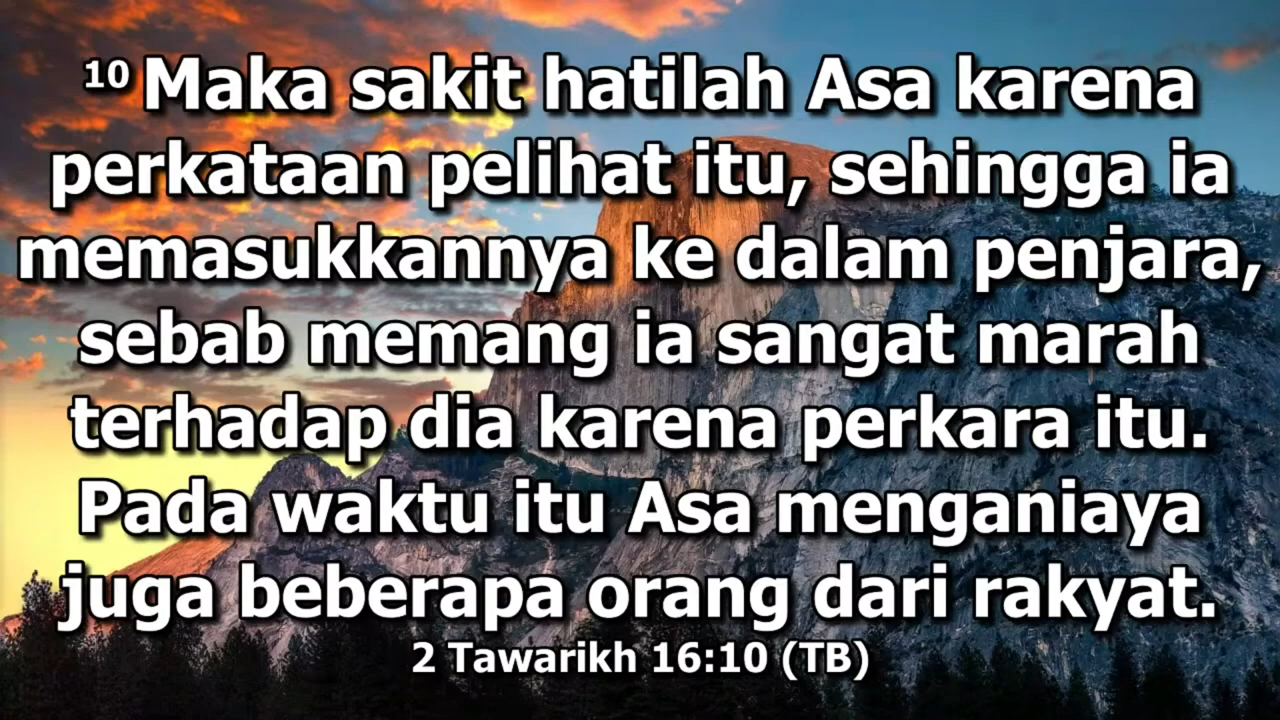 10 Maka sakit hatilah Asa karena
perkataan pelihat itu, sehingga ia
memasukkannya ke dalam penjara,
sebab memang ia sangat marah
terhadap dia karena perkara itu.
Pada waktu itu Asa menganiaya
juga beberapa orang dari rakyat.
2 Tawarikh 16:10 (TB)